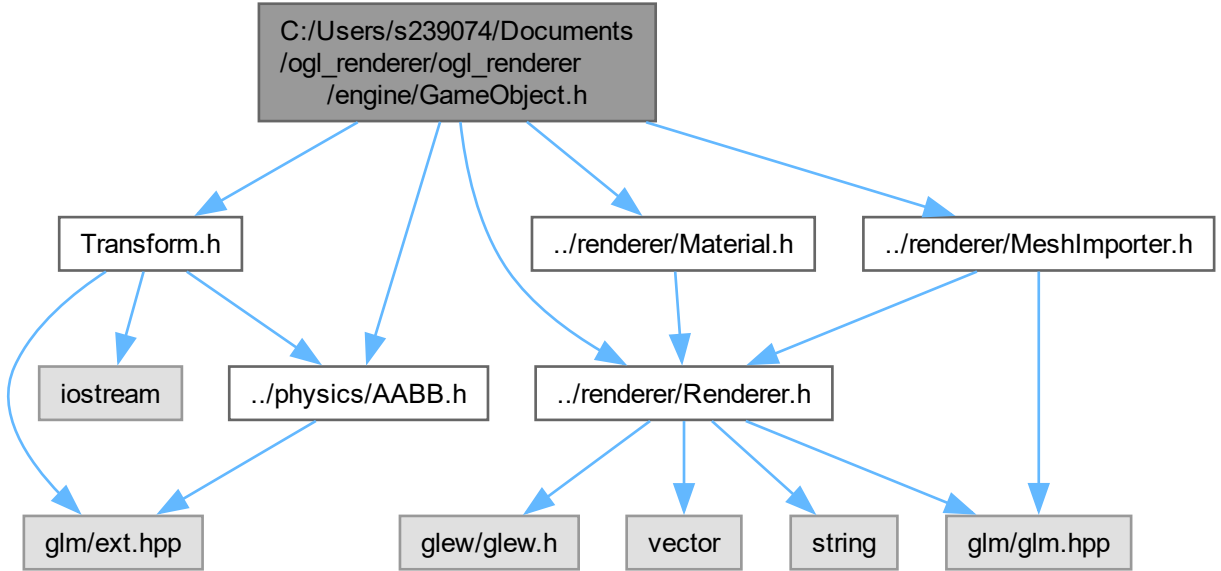 C:/Users/s239074/Documents
/ogl_renderer/ogl_renderer
/engine/GameObject.h
Transform.h
../renderer/Material.h
../renderer/MeshImporter.h
iostream
../physics/AABB.h
../renderer/Renderer.h
glm/ext.hpp
glew/glew.h
vector
string
glm/glm.hpp